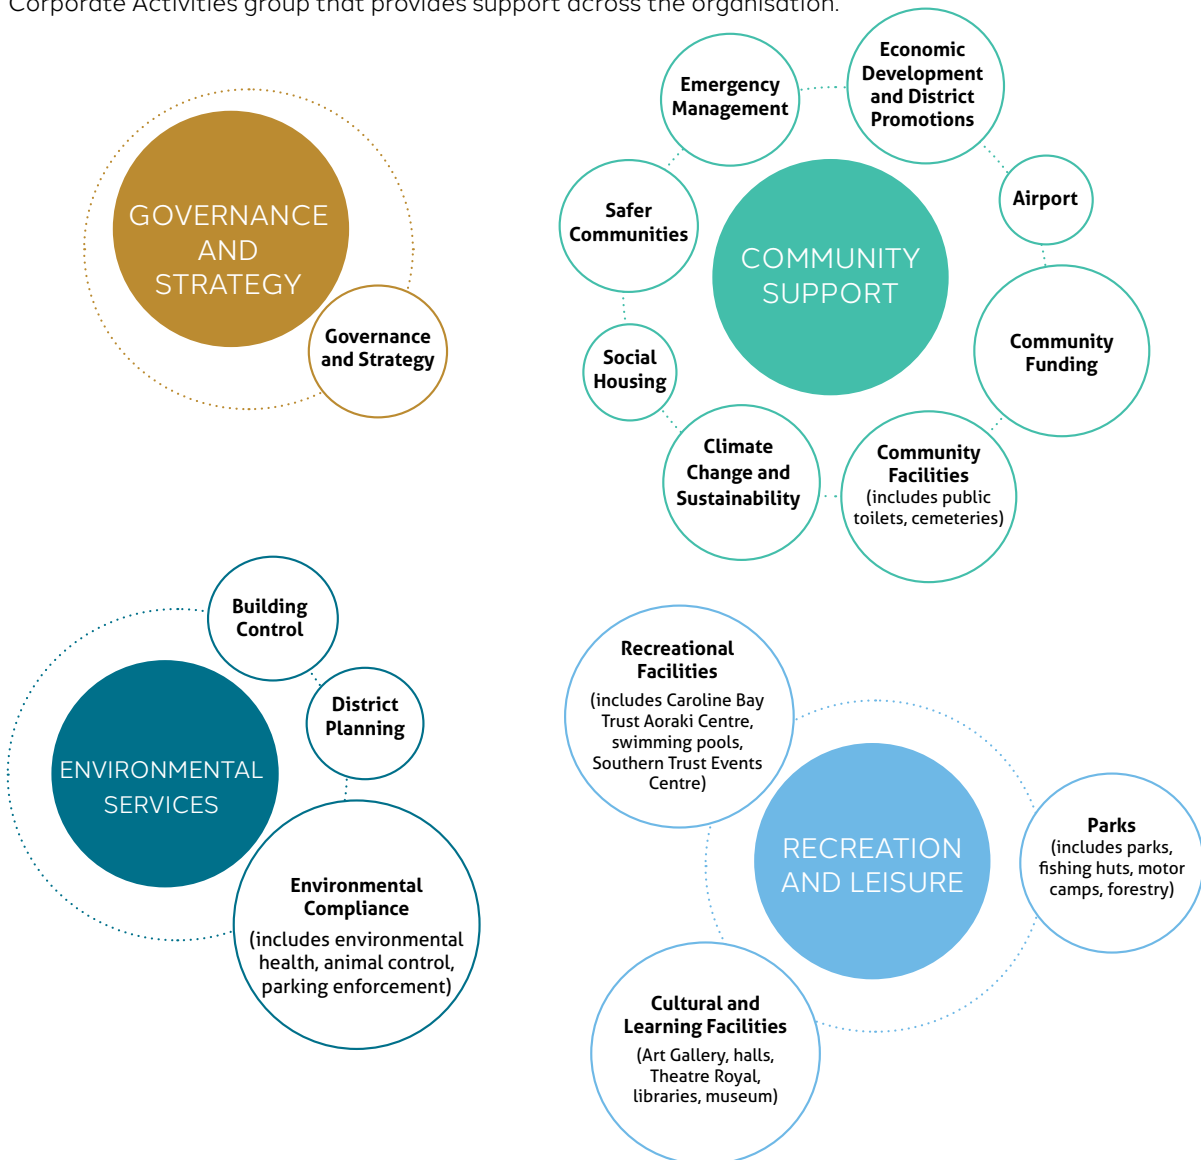 Corporate Activities group that provides support across the organisation.
GOVERNANCE
AND
STRATEGY
Governance
and Strategy
COMMUNITY
SUPPORT
Emergency
Management
Economic
Development
and District
Promotions
Airport
Community
Funding
Community
Facilities
(includes public
toilets, cemeteries)
Climate
Change and
Sustainability
Social
Housing
Safer
Communities
ENVIRONMENTAL
SERVICES
Building
Control
District
Planning
Environmental
Compliance
(includes environmental
health, animal control,
parking enforcement)
RECREATION
AND LEISURE
Recreational
Facilities
(includes Caroline Bay
Trust Aoraki Centre,
swimming pools,
Southern Trust Events
Centre)
Parks
(includes parks,
fishing huts, motor
camps, forestry)
Cultural and
Learning Facilities
(Art Gallery, halls,
Theatre Royal,
libraries, museum)